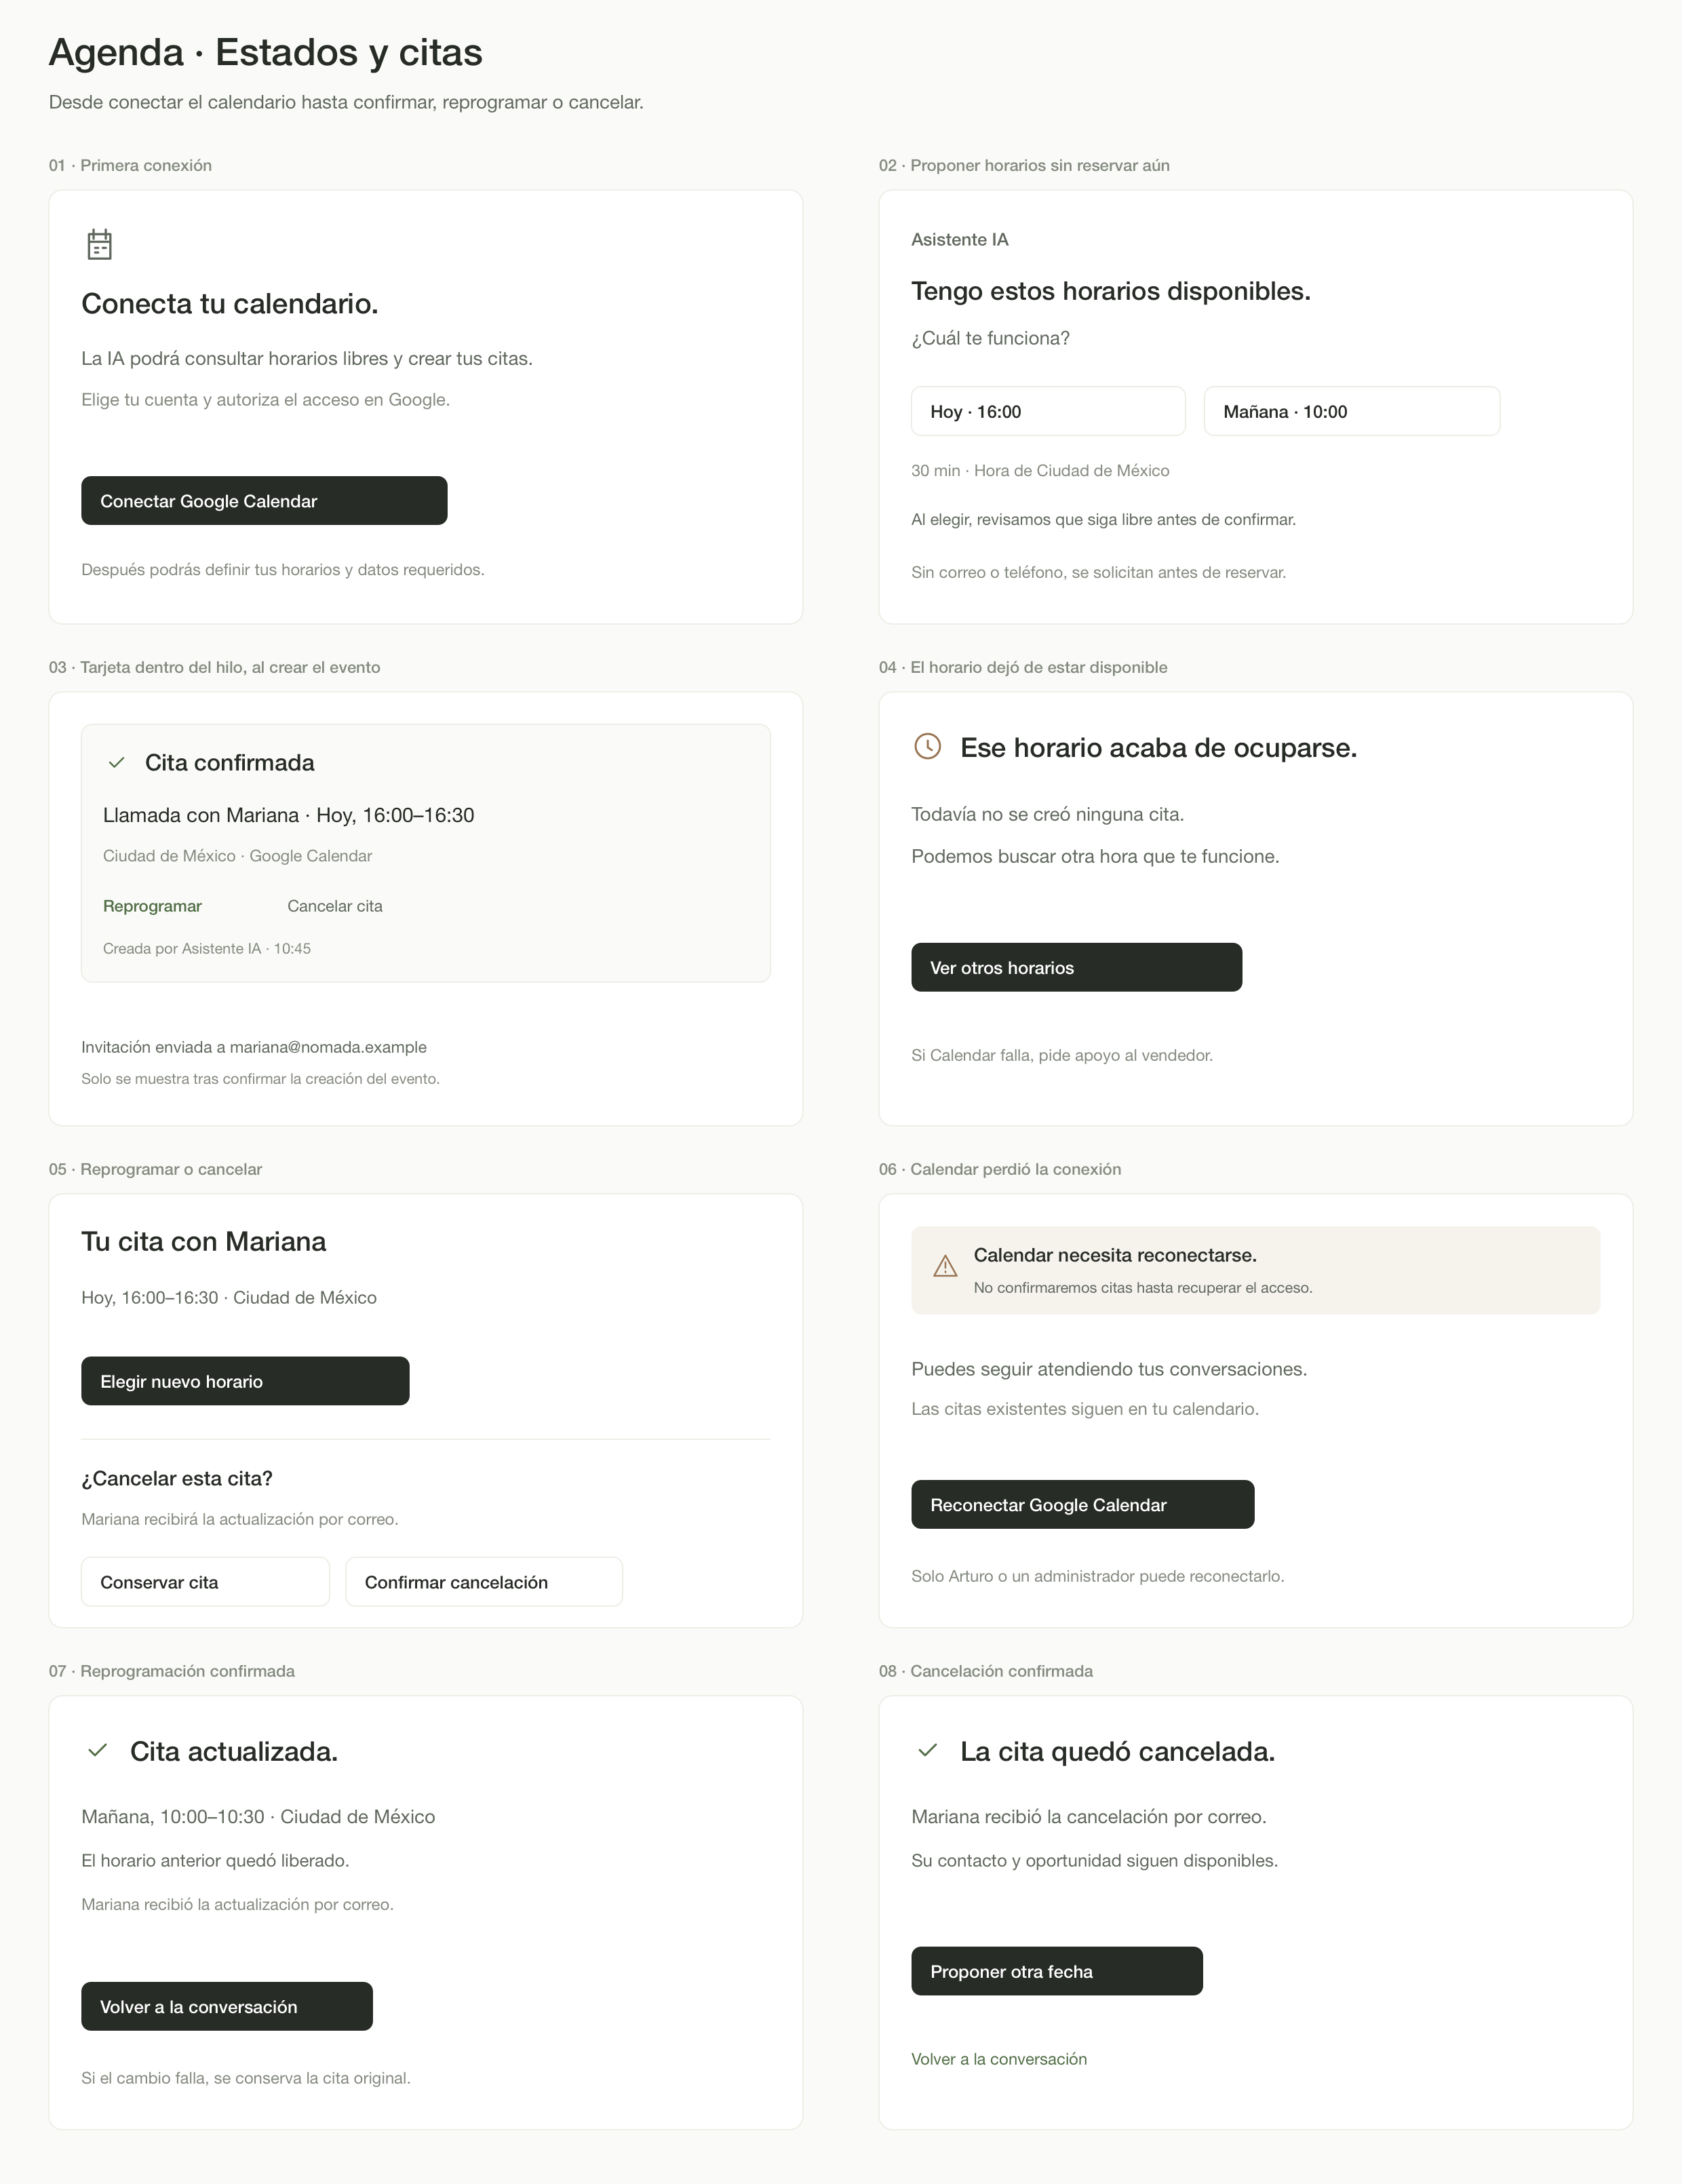 Agenda · Estados y citas
Desde conectar el calendario hasta confirmar, reprogramar o cancelar.
01 · Primera conexión
Conecta tu calendario.
La IA podrá consultar horarios libres y crear tus citas.
Elige tu cuenta y autoriza el acceso en Google.
Conectar Google Calendar
Después podrás definir tus horarios y datos requeridos.
02 · Proponer horarios sin reservar aún
Asistente IA
Tengo estos horarios disponibles.
¿Cuál te funciona?
Hoy · 16:00
Mañana · 10:00
30 min · Hora de Ciudad de México
Al elegir, revisamos que siga libre antes de confirmar.
Sin correo o teléfono, se solicitan antes de reservar.
03 · Tarjeta dentro del hilo, al crear el evento
Cita confirmada
Llamada con Mariana · Hoy, 16:00–16:30
Ciudad de México · Google Calendar
Reprogramar
Cancelar cita
Creada por Asistente IA · 10:45
Invitación enviada a mariana@nomada.example
Solo se muestra tras confirmar la creación del evento.
04 · El horario dejó de estar disponible
Ese horario acaba de ocuparse.
Todavía no se creó ninguna cita.
Podemos buscar otra hora que te funcione.
Ver otros horarios
Si Calendar falla, pide apoyo al vendedor.
05 · Reprogramar o cancelar
Tu cita con Mariana
Hoy, 16:00–16:30 · Ciudad de México
Elegir nuevo horario
¿Cancelar esta cita?
Mariana recibirá la actualización por correo.
Conservar cita
Confirmar cancelación
06 · Calendar perdió la conexión
Calendar necesita reconectarse.
No confirmaremos citas hasta recuperar el acceso.
Puedes seguir atendiendo tus conversaciones.
Las citas existentes siguen en tu calendario.
Reconectar Google Calendar
Solo Arturo o un administrador puede reconectarlo.
07 · Reprogramación confirmada
Cita actualizada.
Mañana, 10:00–10:30 · Ciudad de México
El horario anterior quedó liberado.
Mariana recibió la actualización por correo.
Volver a la conversación
Si el cambio falla, se conserva la cita original.
08 · Cancelación confirmada
La cita quedó cancelada.
Mariana recibió la cancelación por correo.
Su contacto y oportunidad siguen disponibles.
Proponer otra fecha
Volver a la conversación